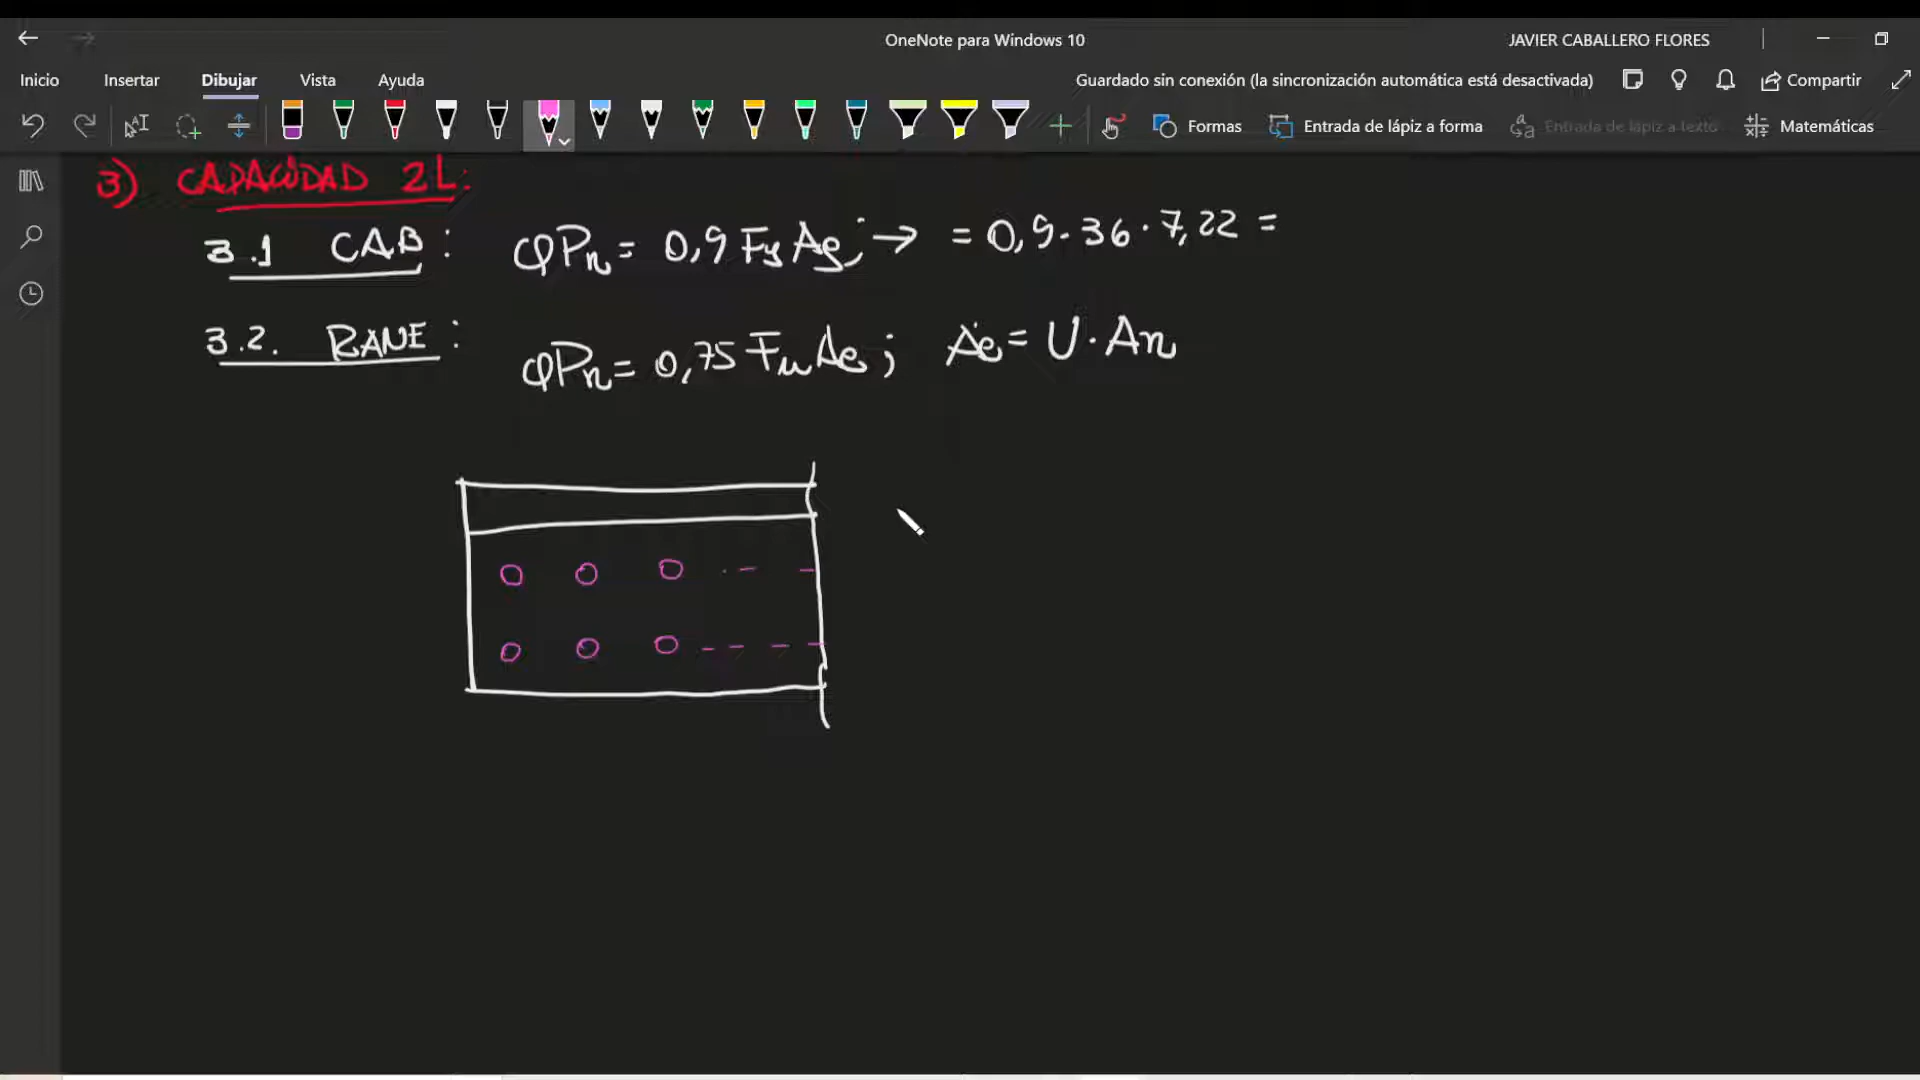 OneNote para Windows 10
JAVIER CABALLERO FLORES
Inicio Insertar Dibujar Vista Ayuda
Guardado sin conexión (la sincronización automática está desactivada)
Compartir
Formas Entrada de lápiz a forma Entrada de lápiz a texto Matemáticas
3) CAPACIDAD 2L:
3.1 CAB: φPn = 0,9 Fy Ag; → = 0,9 · 36 · 7,22 =
3.2. RANE: φPn = 0,75 Fu Ae; Ae = U · An